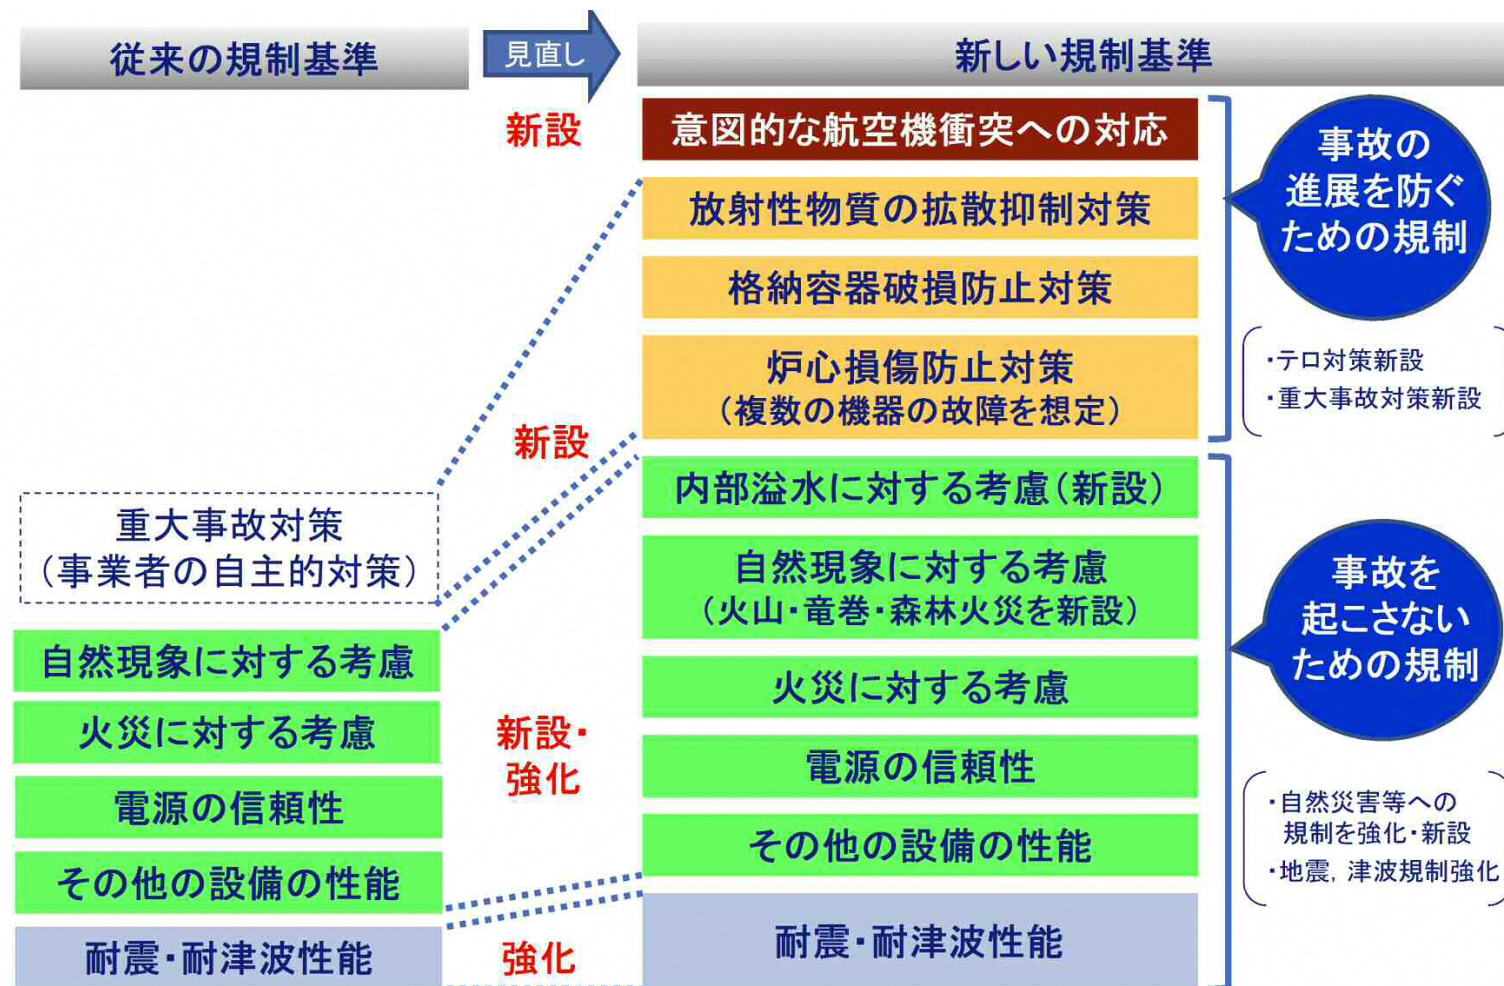 従来の規制基準
見直し
新しい規制基準
新設
意図的な航空機衝突への対応
放射性物質の拡散抑制対策
格納容器破損防止対策
炉心損傷防止対策
（複数の機器の故障を想定）
新設
事故の
進展を防ぐ
ための規制
・テロ対策新設
・重大事故対策新設
重大事故対策
（事業者の自主的対策）
自然現象に対する考慮
火災に対する考慮
電源の信頼性
その他の設備の性能
耐震・耐津波性能
新設・
強化
強化
内部溢水に対する考慮（新設）
自然現象に対する考慮
（火山・竜巻・森林火災を新設）
火災に対する考慮
電源の信頼性
その他の設備の性能
耐震・耐津波性能
事故を
起こさない
ための規制
・自然災害等への
規制を強化・新設
・地震，津波規制強化